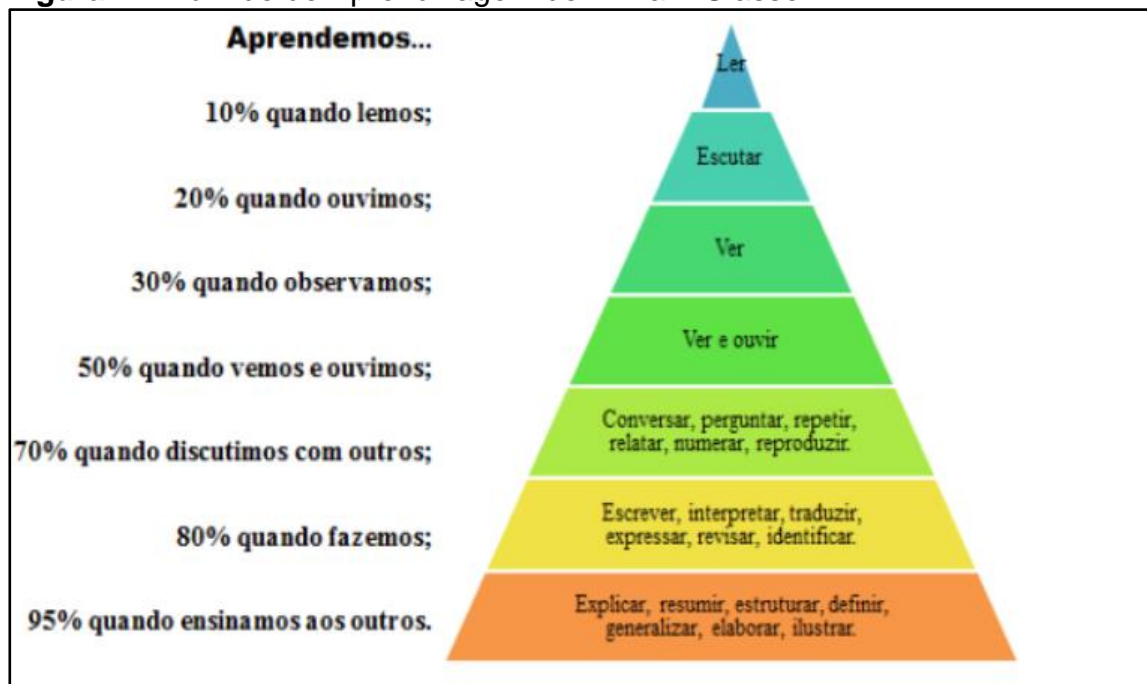 Aprendemos...
10% quando lemos;
20% quando ouvimos;
30% quando observamos;
50% quando vemos e ouvimos;
70% quando discutimos com outros;
80% quando fazemos;
95% quando ensinamos aos outros.
Ler
Escutar
Ver
Ver e ouvir
Conversar, perguntar, repetir,
relatar, numerar, reproduzir.
Escrever, interpretar, traduzir,
expressar, revisar, identificar.
Explicar, resumir, estruturar, definir,
generalizar, elaborar, ilustrar.